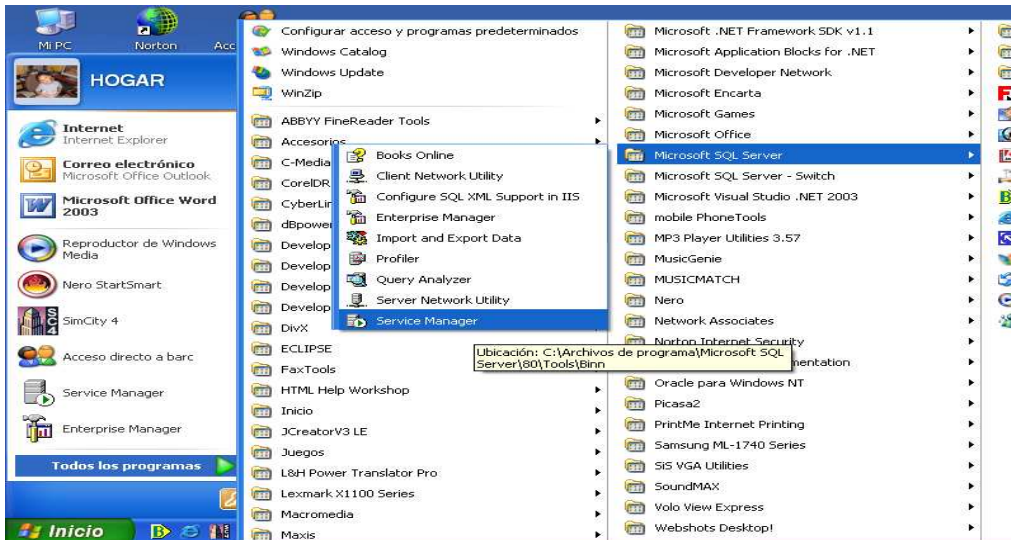 Mi PC
Norton
Acc
HOGAR
Internet
Internet Explorer
Correo electrónico
Microsoft Office Outlook
Microsoft Office Word
2003
Reproductor de Windows
Media
Nero StartSmart
SimCity 4
Acceso directo a barc
Service Manager
Enterprise Manager
Todos los programas
Inicio
Configurar acceso y programas predeterminados
Windows Catalog
Windows Update
WinZip
ABBYY FineReader Tools
Accesorios
C-Media
CorelDR
CyberLin
dBpower
Develop
Develop
Develop
Develop
DivX
ECLIPSE
FaxTools
HTML Help Workshop
Inicio
JCreatorV3 LE
Juegos
L&H Power Translator Pro
Lexmark X1100 Series
Macromedia
Maxis
Books Online
Client Network Utility
Configure SQL XML Support in IIS
Enterprise Manager
Import and Export Data
Profiler
Query Analyzer
Server Network Utility
Service Manager
Ubicación: C:\Archivos de programa\Microsoft SQL
Server\80\Tools\Binn
Microsoft .NET Framework SDK v1.1
Microsoft Application Blocks for .NET
Microsoft Developer Network
Microsoft Encarta
Microsoft Games
Microsoft Office
Microsoft SQL Server
Microsoft SQL Server - Switch
Microsoft Visual Studio .NET 2003
mobile PhoneTools
MP3 Player Utilities 3.57
MusicGenie
MUSICMATCH
Nero
Network Associates
Norton Internet Security
mentation
Oracle para Windows NT
Picasa2
PrintMe Internet Printing
Samsung ML-1740 Series
SiS VGA Utilities
SoundMAX
Volo View Express
Webshots Desktop!